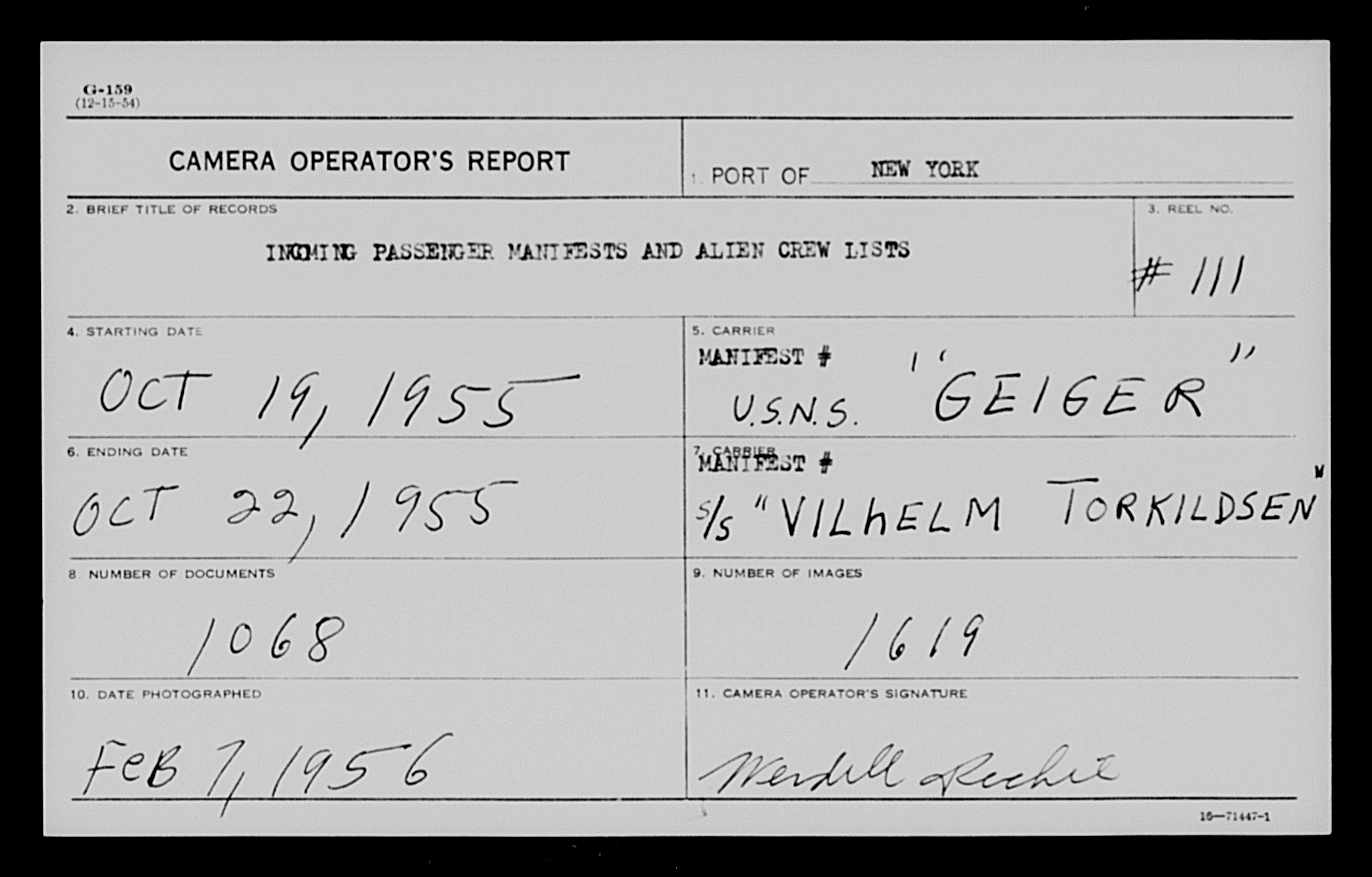 G-159
(12-15-54)
CAMERA OPERATOR'S REPORT
1. PORT OF NEW YORK
2. BRIEF TITLE OF RECORDS
INCOMING PASSENGER MANIFESTS AND ALIEN CREW LISTS
3. REEL NO.
# 111
4. STARTING DATE
OCT 19, 1955
5. CARRIER
MANIFEST #
U.S.N.S. "GEIGER"
6. ENDING DATE
OCT 22, 1955
7. CARRIER
MANIFEST #
S/S "VILhELM TORKILDSEN"
8. NUMBER OF DOCUMENTS
1068
9. NUMBER OF IMAGES
1619
10. DATE PHOTOGRAPHED
FeB 7, 1956
11. CAMERA OPERATOR'S SIGNATURE
Wendell
16—71447-1